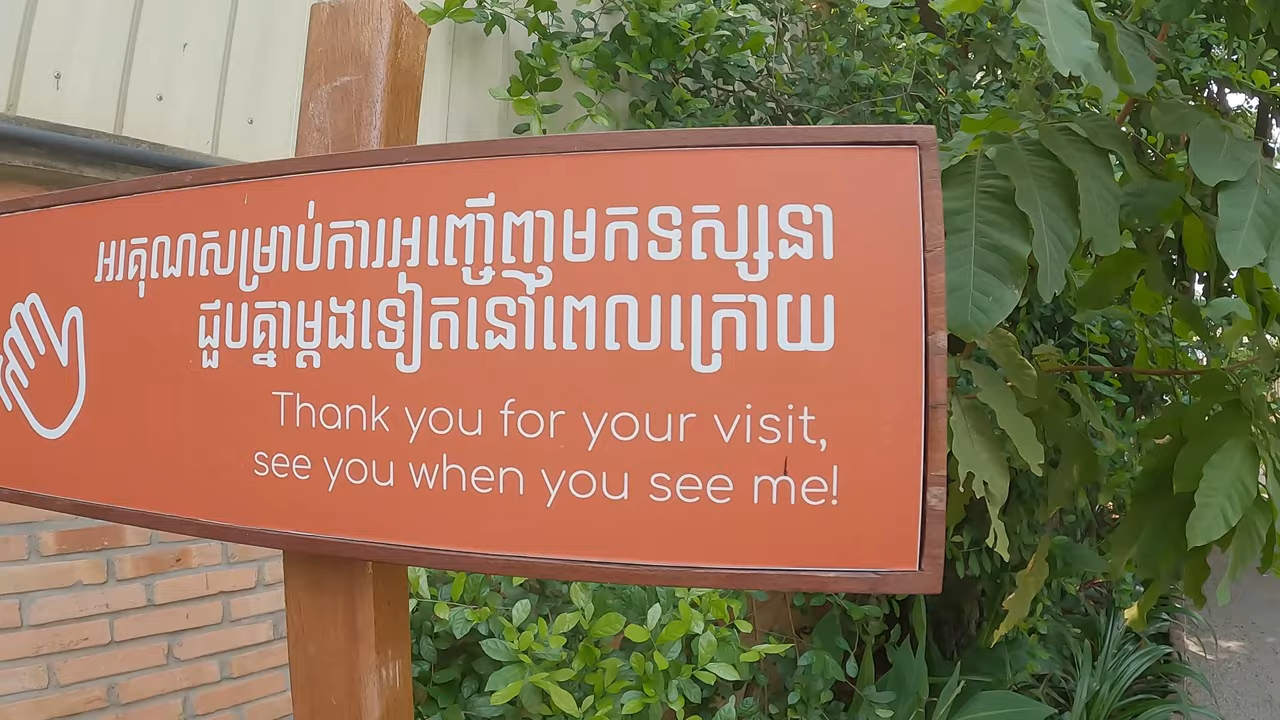 អរគុណសម្រាប់ការអញ្ជើញមកទស្សនា
ជួបគ្នាម្តងទៀតនៅពេលក្រោយ
Thank you for your visit,
see you when you see me!